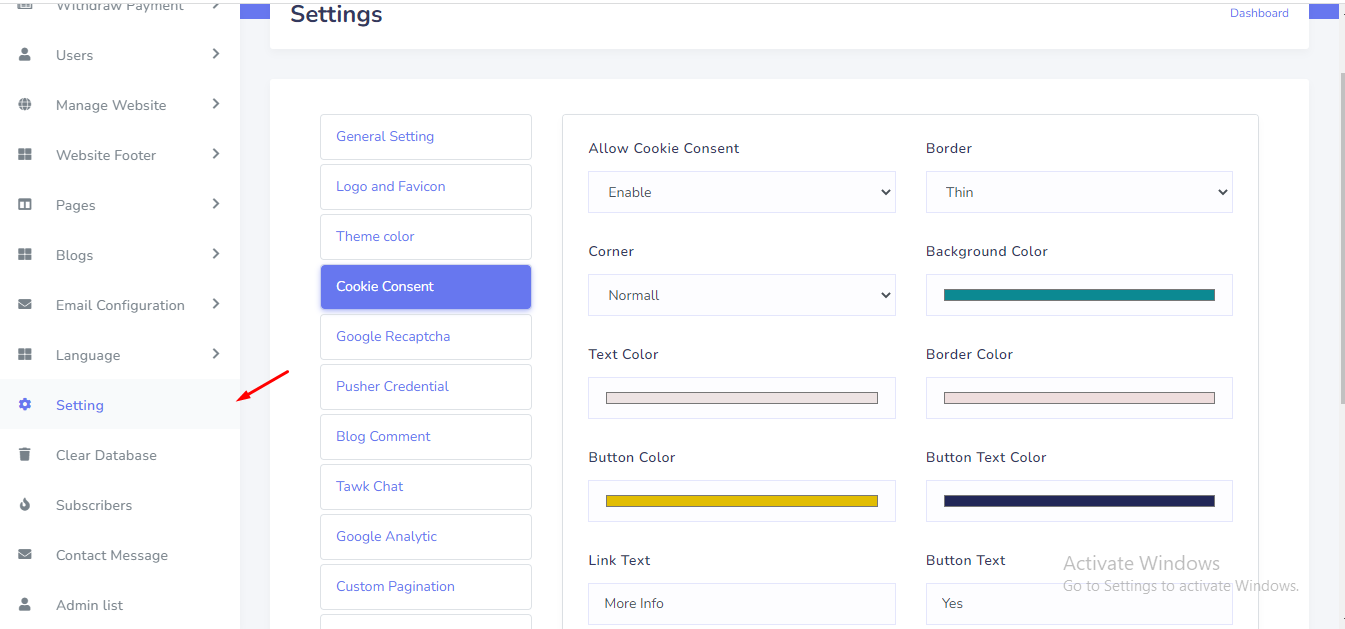 Withdraw Payment
Users
Manage Website
Website Footer
Pages
Blogs
Email Configuration
Language
Setting
Clear Database
Subscribers
Contact Message
Admin list
Settings
Dashboard
General Setting
Logo and Favicon
Theme color
Cookie Consent
Google Recaptcha
Pusher Credential
Blog Comment
Tawk Chat
Google Analytic
Custom Pagination
Allow Cookie Consent
Enable
Border
Thin
Corner
Normall
Background Color
Text Color
Border Color
Button Color
Button Text Color
Link Text
More Info
Button Text
Yes
Activate Windows
Go to Settings to activate Windows.